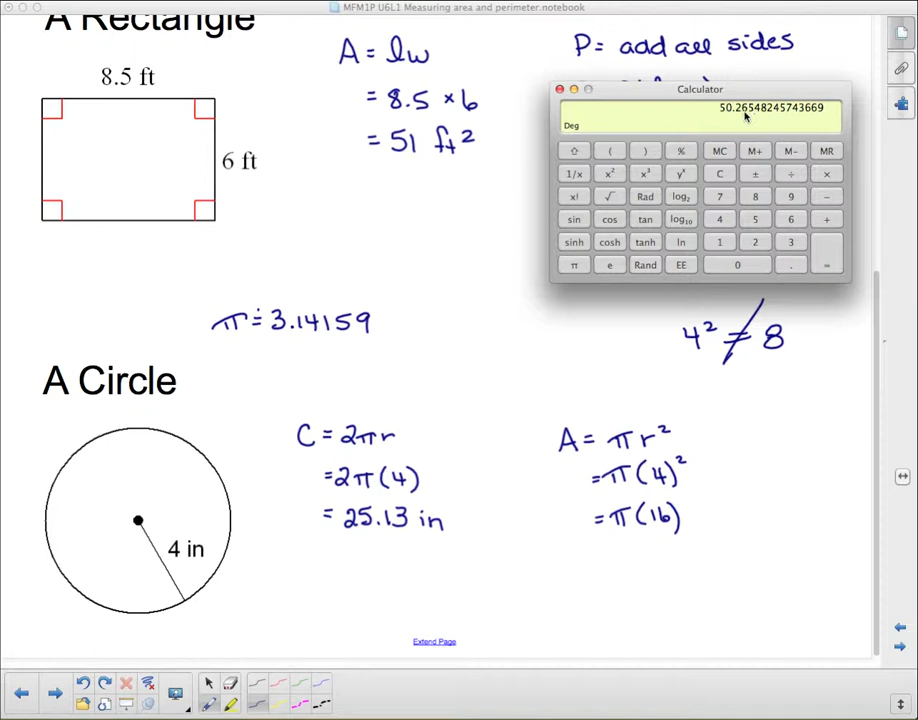 MFM1P U6L1 Measuring area and perimeter.notebook
A Rectangle
8.5 ft
6 ft
A = lw
= 8.5 × 6
= 51 ft²
P = add all sides
Calculator
50.26548245743669
Deg
⇧ ( ) % MC M+ M- MR
1/x x² x³ yˣ C ± ÷ ×
x! √ Rad log₂ 7 8 9 −
sin cos tan log₁₀ 4 5 6 +
sinh cosh tanh ln 1 2 3
π e Rand EE 0 . =
π ≐ 3.14159
4² ≠ 8
A Circle
4 in
C = 2πr
= 2π(4)
= 25.13 in
A = πr²
= π(4)²
= π(16)
Extend Page